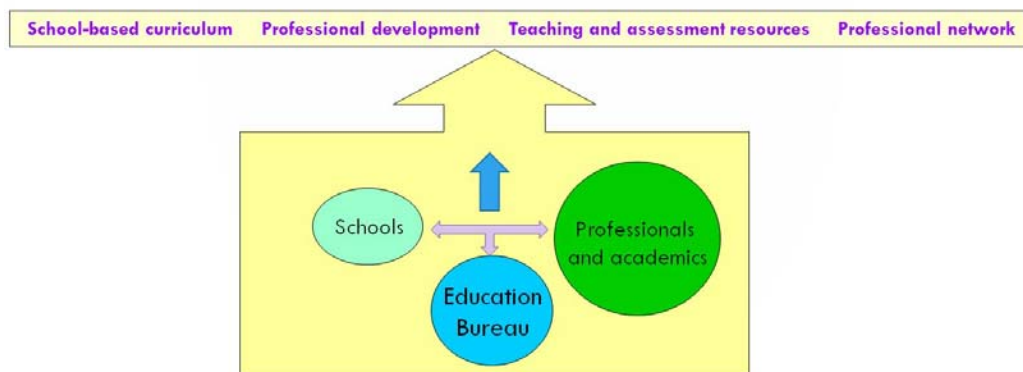 School-based curriculum Professional development Teaching and assessment resources Professional network
Schools
Professionals
and academics
Education
Bureau